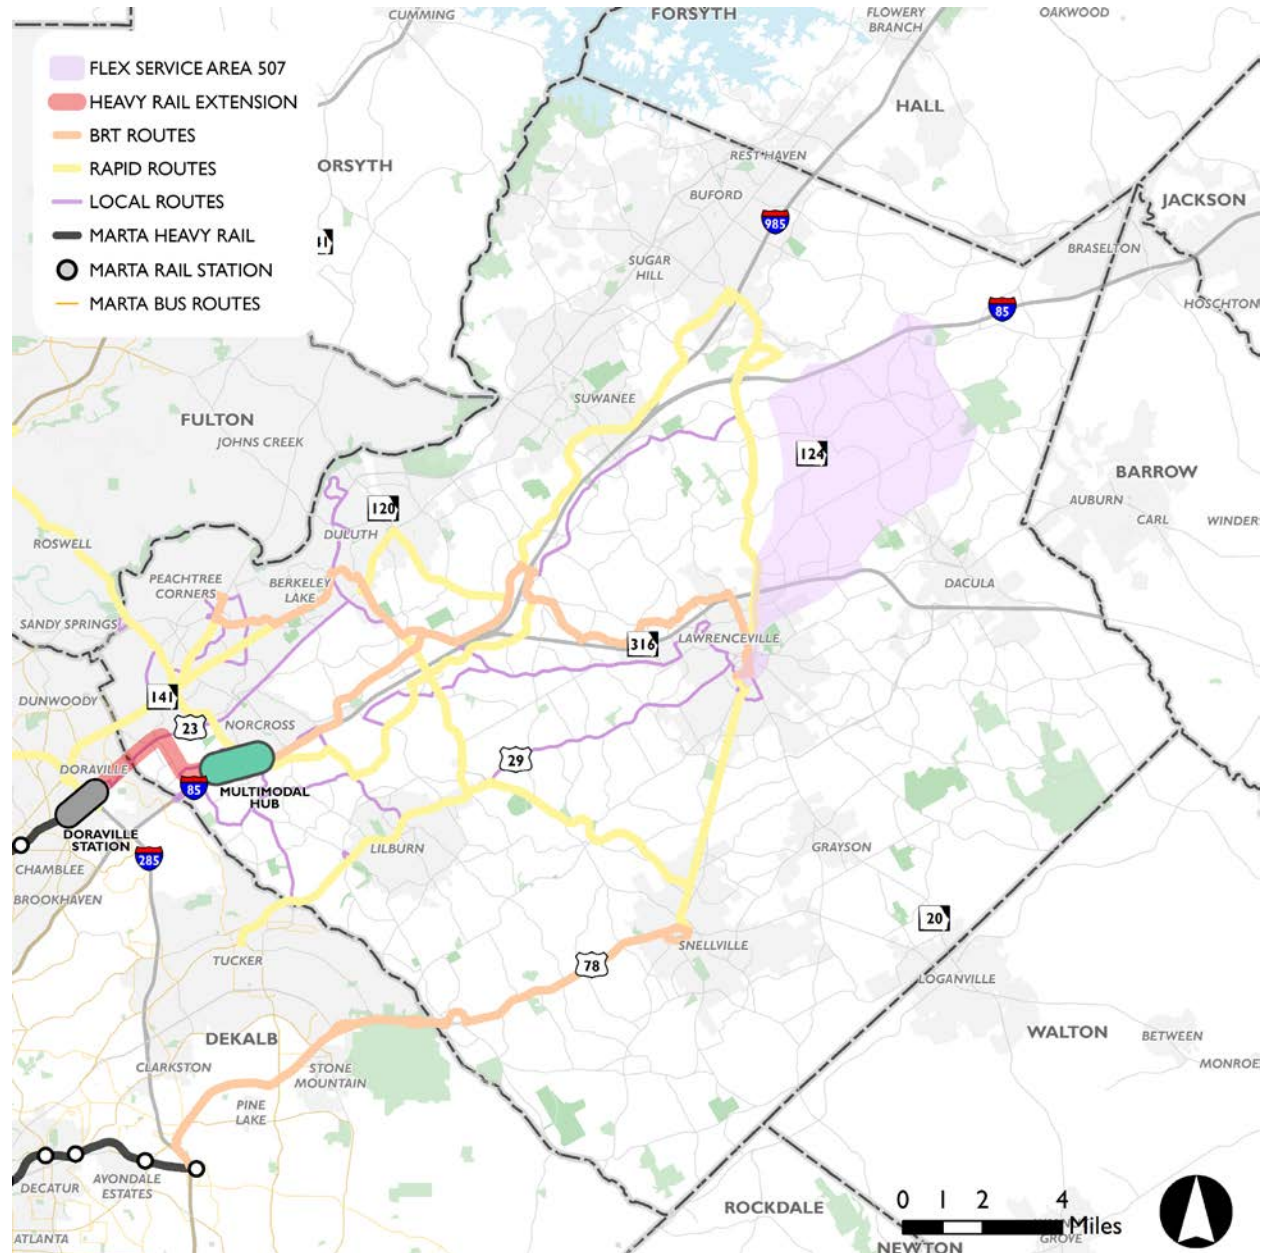 FLEX SERVICE AREA 507
HEAVY RAIL EXTENSION
BRT ROUTES
RAPID ROUTES
LOCAL ROUTES
MARTA HEAVY RAIL
MARTA RAIL STATION
MARTA BUS ROUTES
CUMMING
FORSYTH
FLOWERY
BRANCH
OAKWOOD
HALL
ORSYTH
REST HAVEN
BUFORD
985
JACKSON
SUGAR
HILL
BRASELTON
HOSCHTON
85
SUWANEE
FULTON
JOHNS CREEK
124
BARROW
AUBURN
CARL
WINDER
120
DULUTH
ROSWELL
PEACHTREE
CORNERS
BERKELEY
LAKE
DACULA
SANDY SPRINGS
316
LAWRENCEVILLE
DUNWOODY
141
23
NORCROSS
29
DORAVILLE
85
MULTIMODAL
HUB
DORAVILLE
STATION
285
LILBURN
GRAYSON
CHAMBLEE
BROOKHAVEN
20
SNELLVILLE
TUCKER
78
LOGANVILLE
DEKALB
WALTON
BETWEEN
MONROE
CLARKSTON
STONE
MOUNTAIN
PINE
LAKE
DECATUR
AVONDALE
ESTATES
ROCKDALE
0 1 2 4
Miles
GROVE
ATLANTA
NEWTON